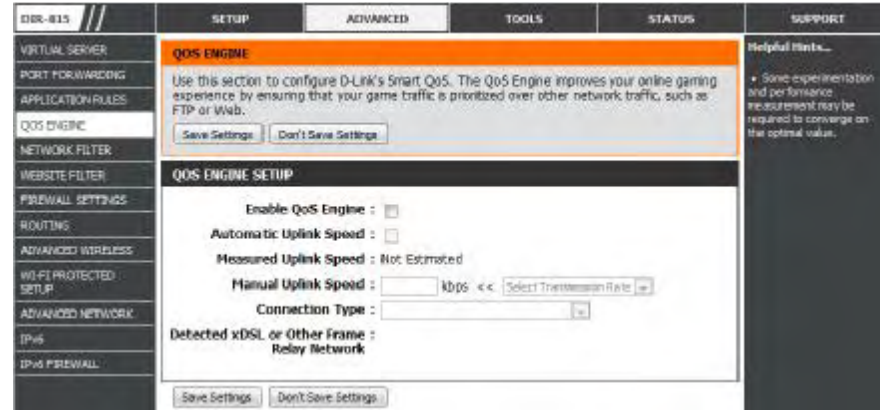 DIR-815
SETUP
ADVANCED
TOOLS
STATUS
SUPPORT
VIRTUAL SERVER
PORT FORWARDING
APPLICATION RULES
QOS ENGINE
NETWORK FILTER
WEBSITE FILTER
FIREWALL SETTINGS
ROUTING
ADVANCED WIRELESS
WI-FI PROTECTED
SETUP
ADVANCED NETWORK
IPv6
IPv6 FIREWALL
QOS ENGINE
Use this section to configure D-Link's Smart QoS. The QoS Engine improves your online gaming
experience by ensuring that your game traffic is prioritized over other network traffic, such as
FTP or Web.
Save Settings
Don't Save Settings
QOS ENGINE SETUP
Enable QoS Engine :
Automatic Uplink Speed :
Measured Uplink Speed : Not Estimated
Manual Uplink Speed : kbps << Select Transmission Rate
Connection Type :
Detected xDSL or Other Frame :
Relay Network
Save Settings
Don't Save Settings
Helpful Hints...
• Some experimentation
and performance
measurement may be
required to converge on
the optimal value.